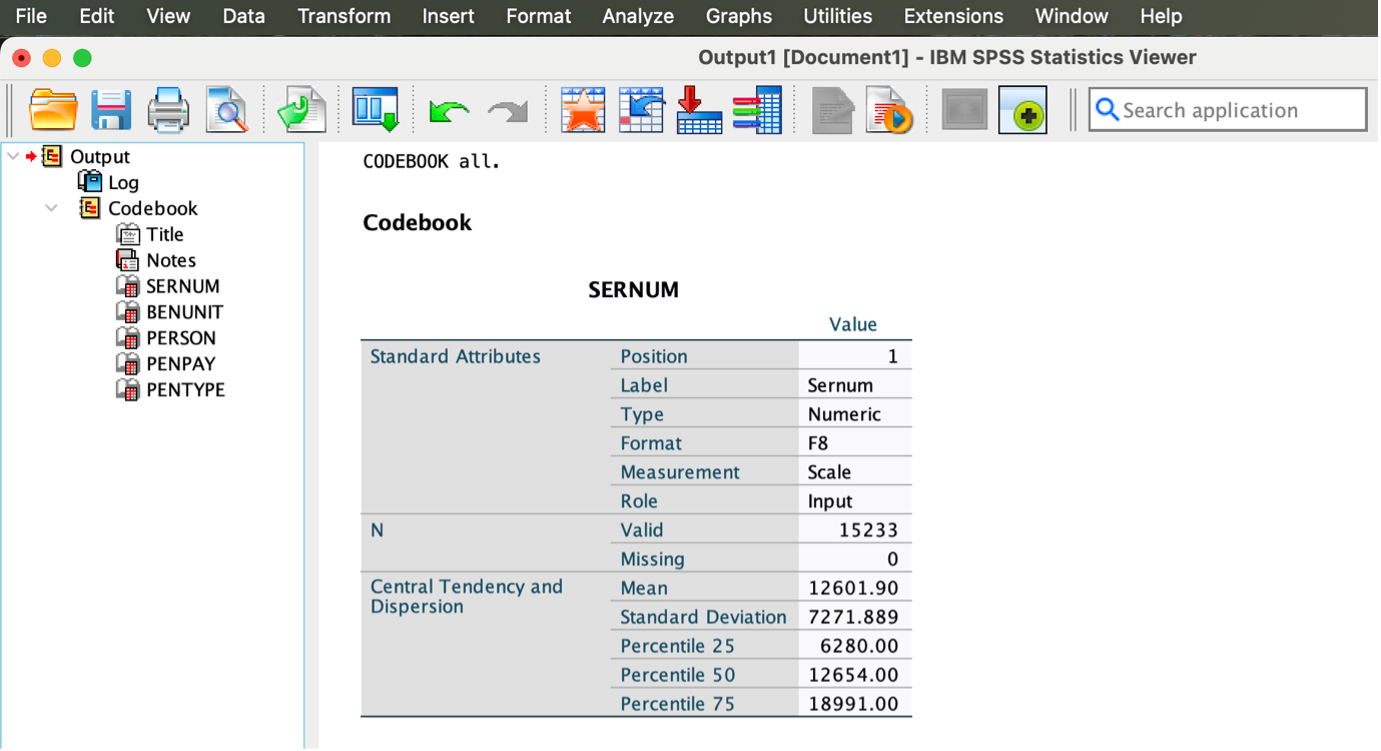 File Edit View Data Transform Insert Format Analyze Graphs Utilities Extensions Window Help
Output1 [Document1] - IBM SPSS Statistics Viewer
Search application
Output
Log
Codebook
Title
Notes
SERNUM
BENUNIT
PERSON
PENPAY
PENTYPE
CODEBOOK all.
Codebook
SERNUM
Value
Standard Attributes Position 1
Label Sernum
Type Numeric
Format F8
Measurement Scale
Role Input
N Valid 15233
Missing 0
Central Tendency and
Dispersion
Mean 12601.90
Standard Deviation 7271.889
Percentile 25 6280.00
Percentile 50 12654.00
Percentile 75 18991.00